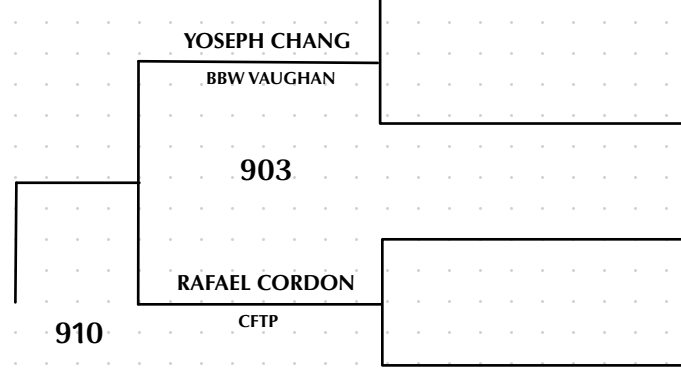 YOSEPH CHANG
BBW VAUGHAN
903
RAFAEL CORDON
CFTP
910